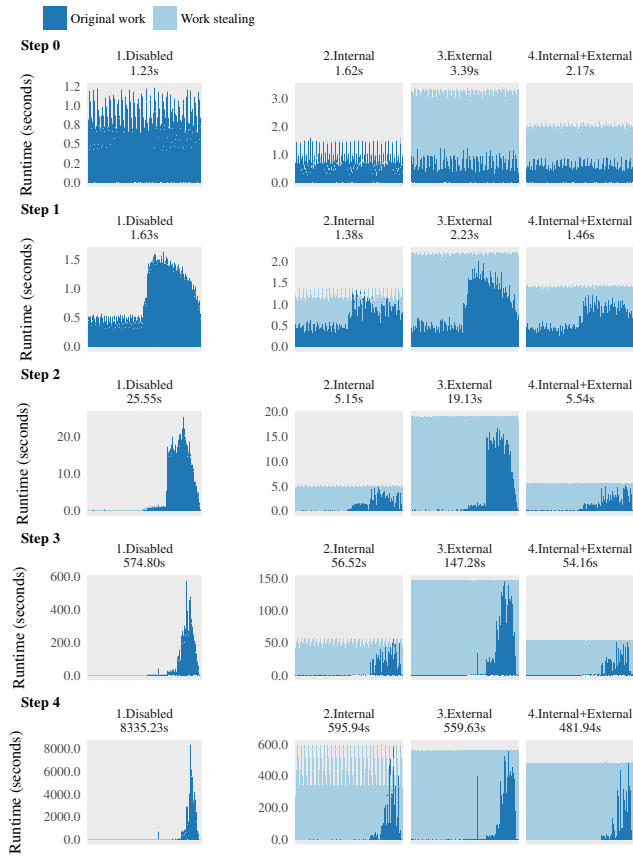 Original work Work stealing
Step 0
1.Disabled 2.Internal 3.External 4.Internal+External
1.23s 1.62s 3.39s 2.17s
Runtime (seconds)
1.2
1.0
0.8
0.5
0.2
0.0
3.0
2.0
1.0
0.0
Step 1
1.Disabled 2.Internal 3.External 4.Internal+External
1.63s 1.38s 2.23s 1.46s
Runtime (seconds)
1.5
1.0
0.5
0.0
2.0
1.5
1.0
0.5
0.0
Step 2
1.Disabled 2.Internal 3.External 4.Internal+External
25.55s 5.15s 19.13s 5.54s
Runtime (seconds)
20.0
10.0
0.0
20.0
15.0
10.0
5.0
0.0
Step 3
1.Disabled 2.Internal 3.External 4.Internal+External
574.80s 56.52s 147.28s 54.16s
Runtime (seconds)
600.0
400.0
200.0
0.0
150.0
100.0
50.0
0.0
Step 4
1.Disabled 2.Internal 3.External 4.Internal+External
8335.23s 595.94s 559.63s 481.94s
Runtime (seconds)
8000.0
6000.0
4000.0
2000.0
0.0
600.0
400.0
200.0
0.0